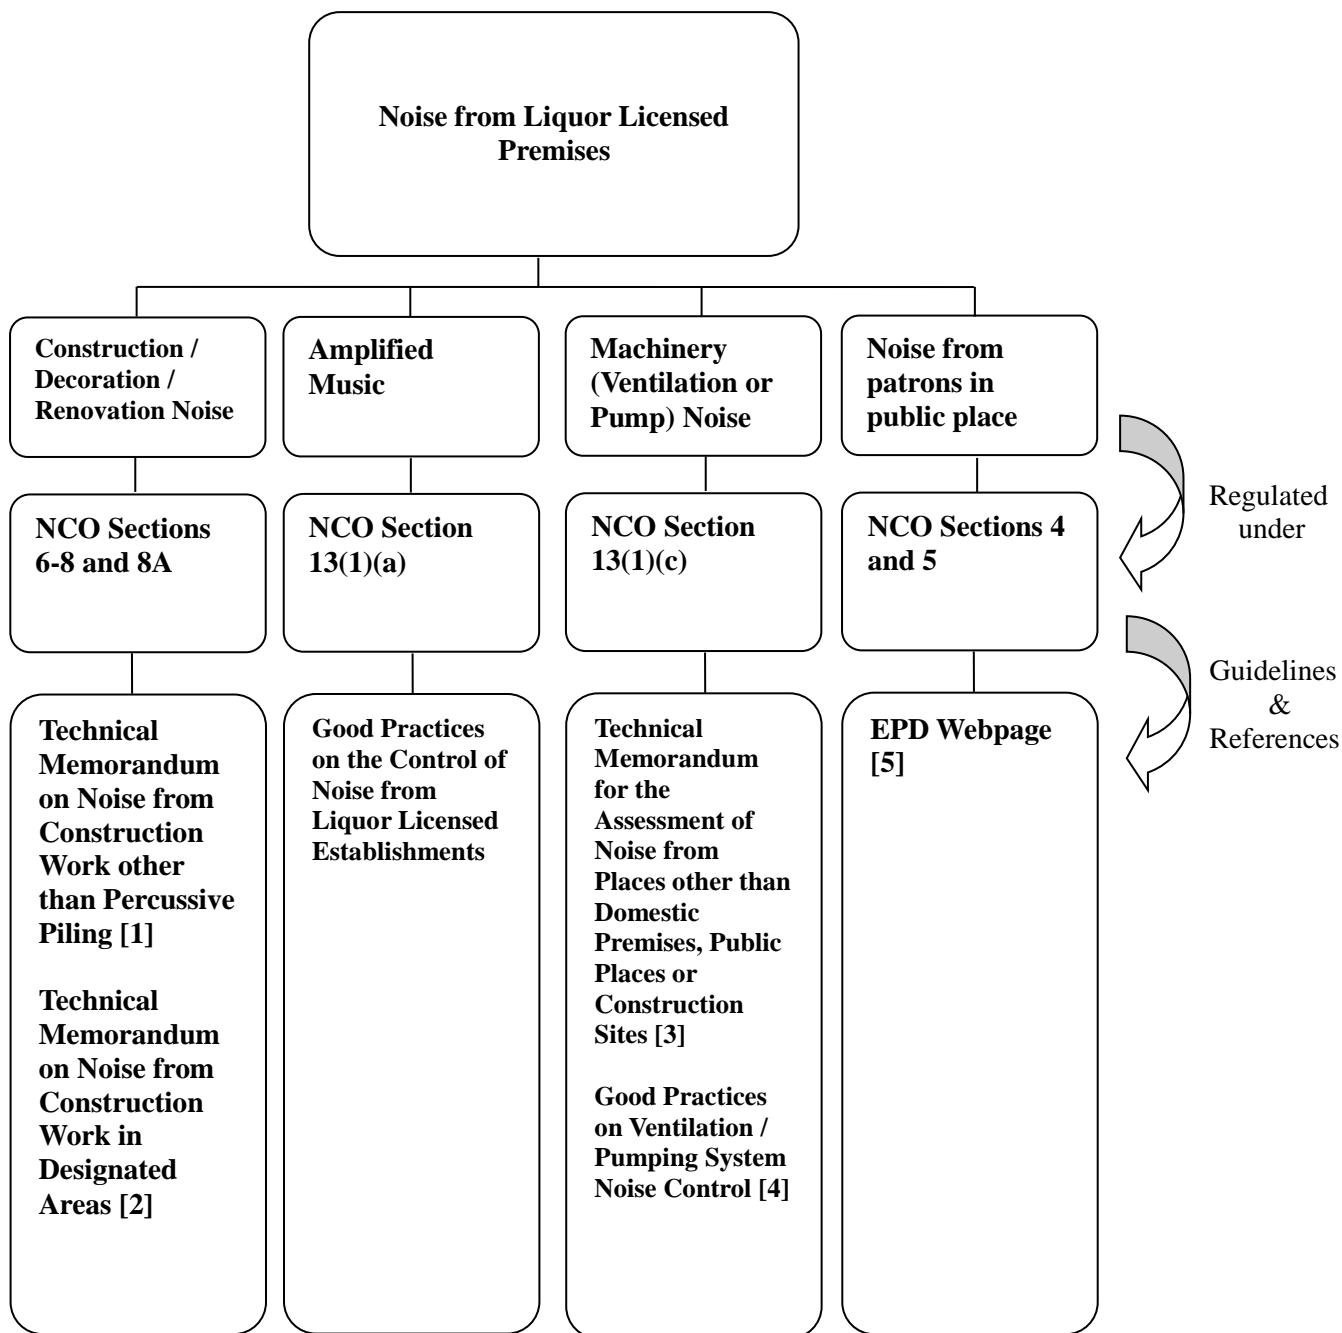 Noise from Liquor Licensed
Premises
Construction /
Decoration /
Renovation Noise
Amplified
Music
Machinery
(Ventilation or
Pump) Noise
Noise from
patrons in
public place
Regulated
under
NCO Sections
6-8 and 8A
NCO Section
13(1)(a)
NCO Section
13(1)(c)
NCO Sections 4
and 5
Guidelines
&
References
Technical
Memorandum
on Noise from
Construction
Work other
than Percussive
Piling [1]
Technical
Memorandum
on Noise from
Construction
Work in
Designated
Areas [2]
Good Practices
on the Control of
Noise from
Liquor Licensed
Establishments
Technical
Memorandum
for the
Assessment of
Noise from
Places other than
Domestic
Premises, Public
Places or
Construction
Sites [3]
Good Practices
on Ventilation /
Pumping System
Noise Control [4]
EPD Webpage
[5]